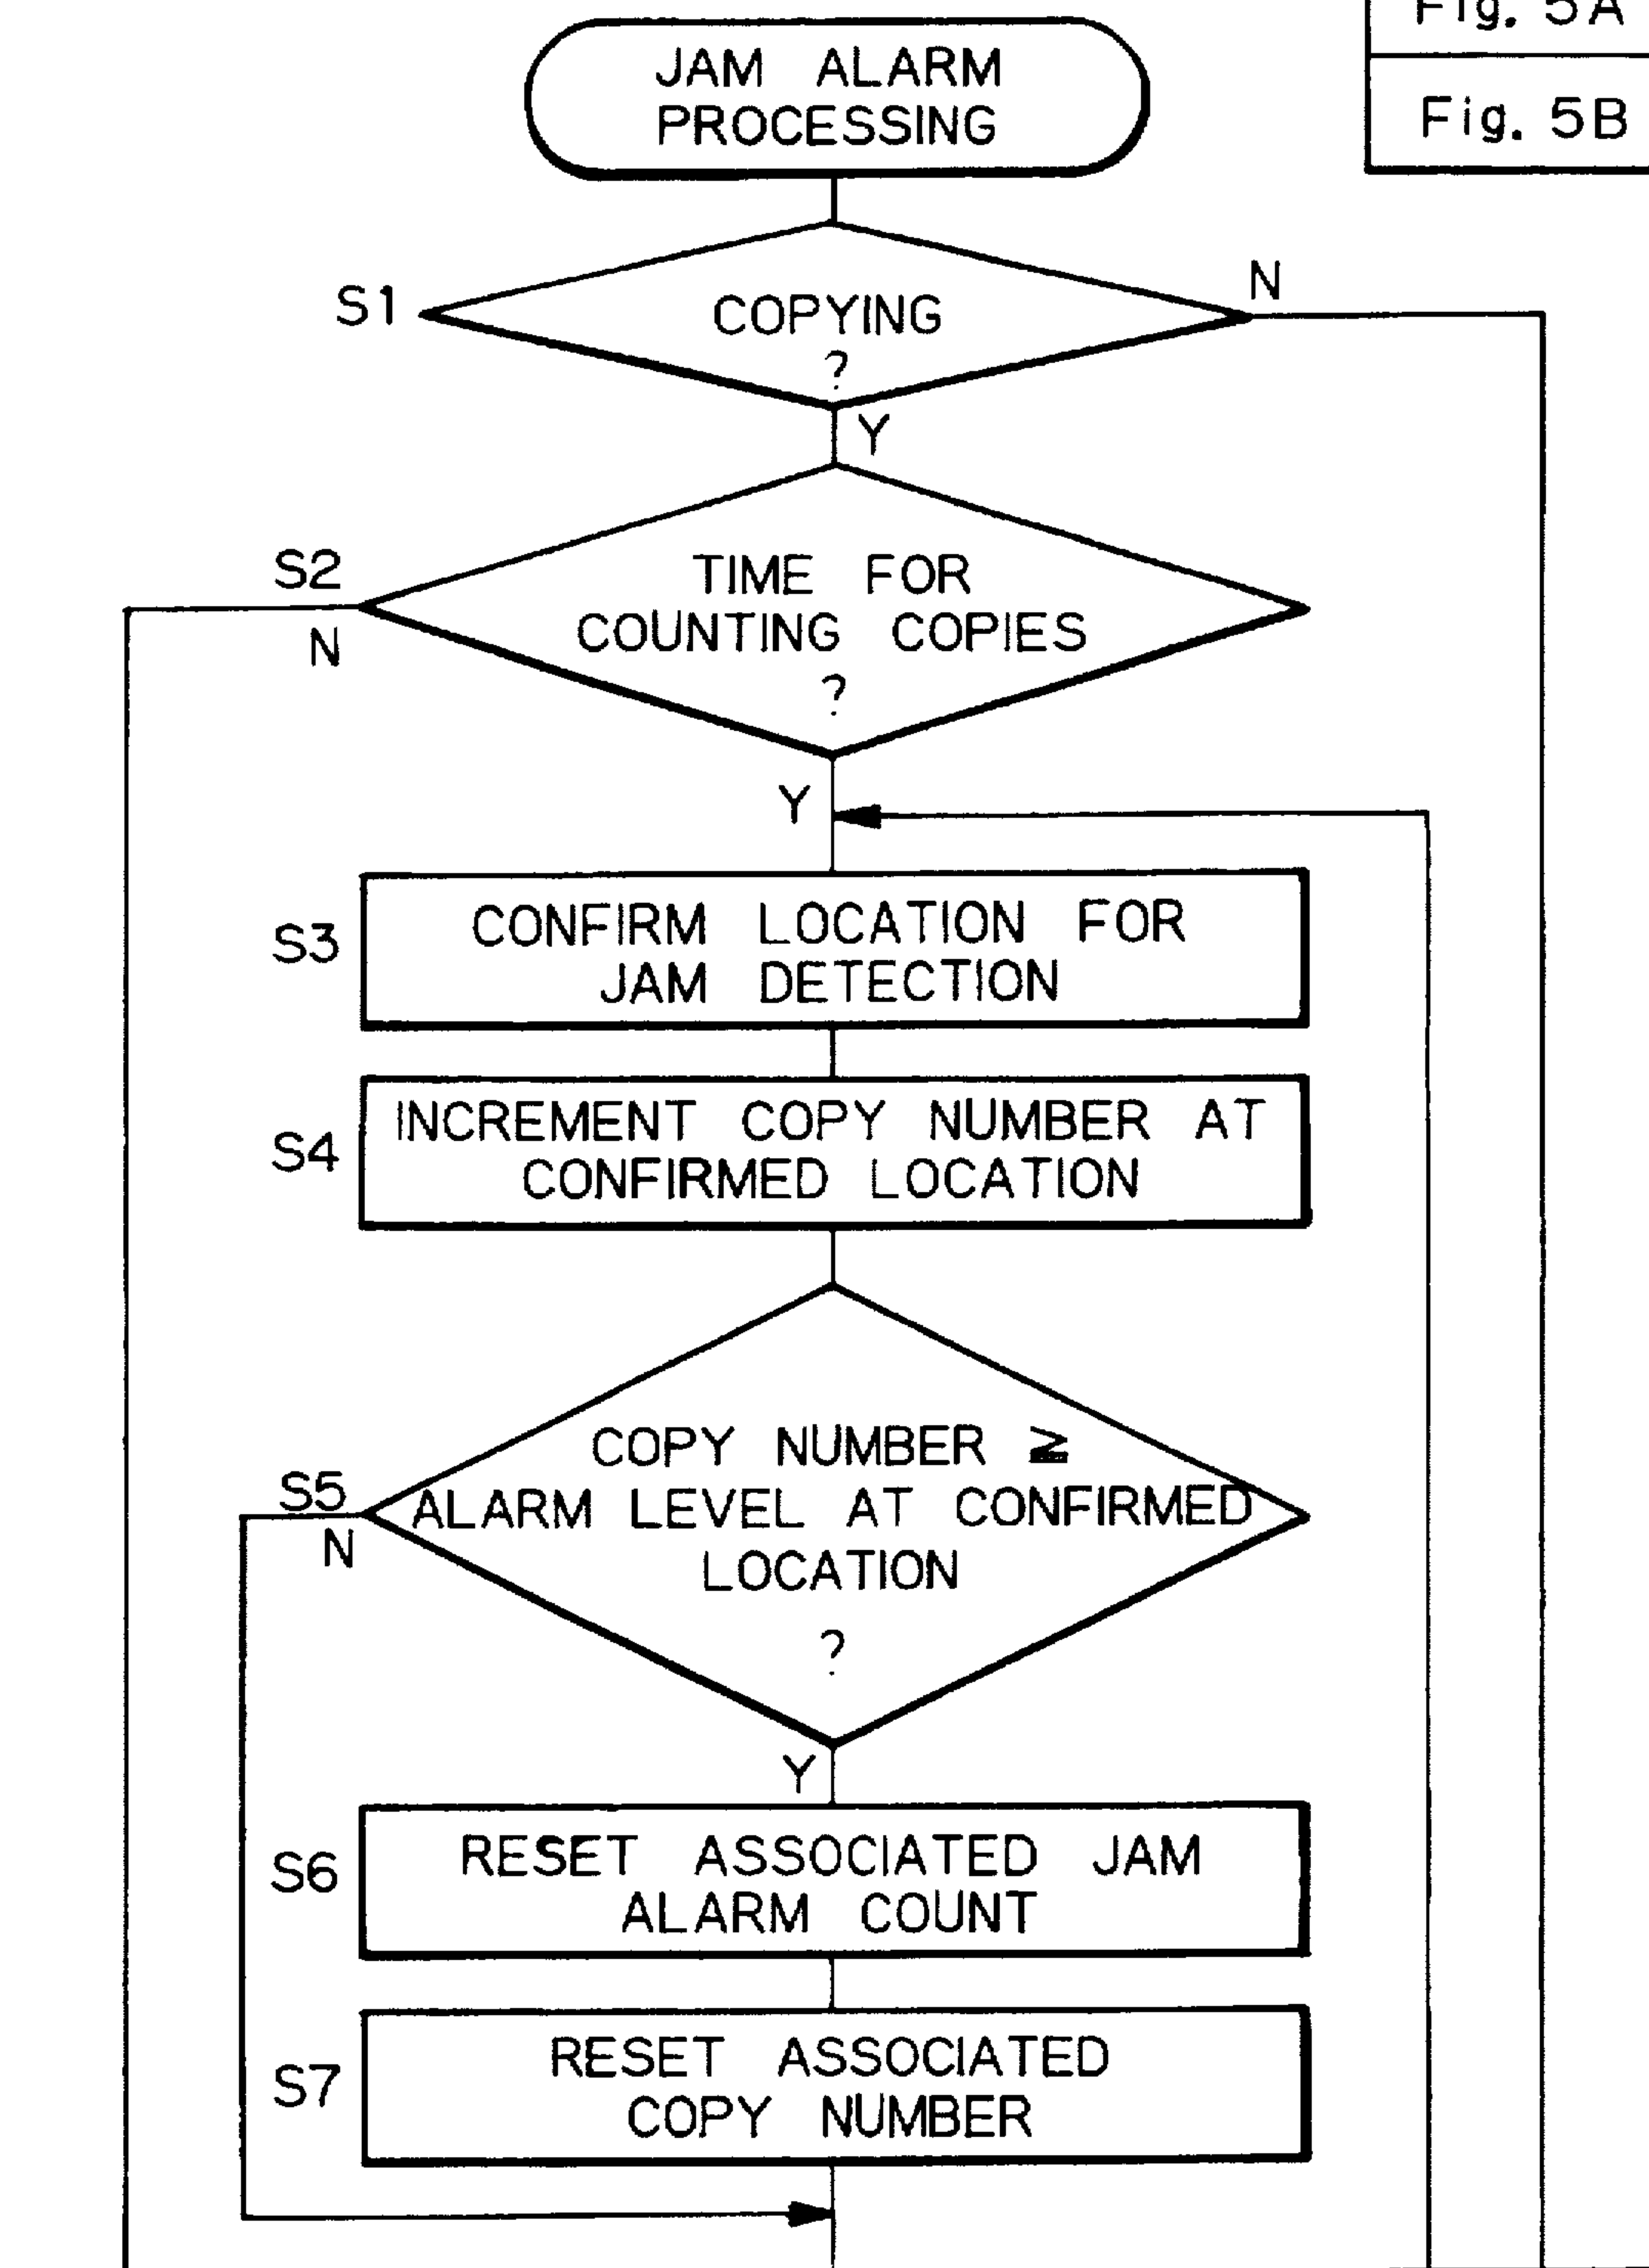 Fig. 5A
Fig. 5B
JAM ALARM
PROCESSING
S1
COPYING
?
N
Y
S2
TIME FOR
COUNTING COPIES
?
N
Y
S3
CONFIRM LOCATION FOR
JAM DETECTION
S4
INCREMENT COPY NUMBER AT
CONFIRMED LOCATION
S5
COPY NUMBER ≧
ALARM LEVEL AT CONFIRMED
LOCATION
?
N
Y
S6
RESET ASSOCIATED JAM
ALARM COUNT
S7
RESET ASSOCIATED
COPY NUMBER